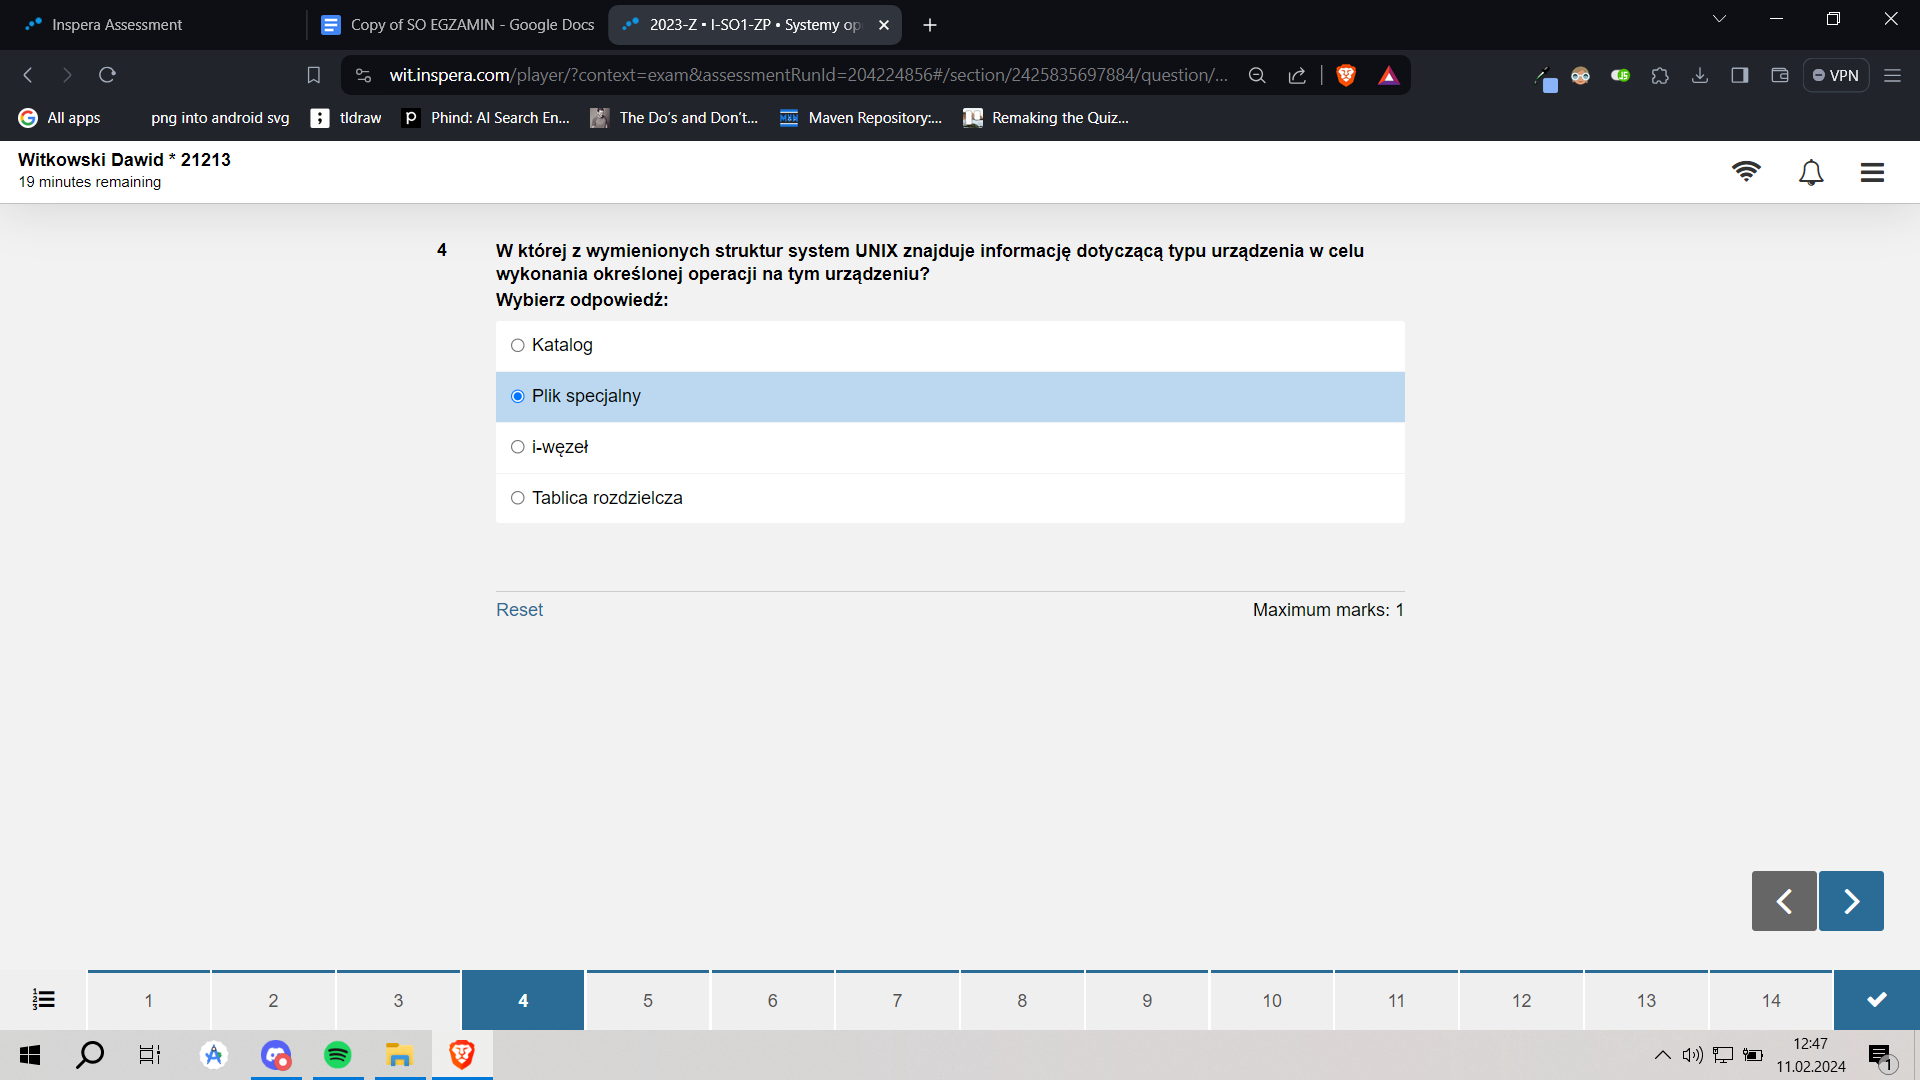 Inspera Assessment
Copy of SO EGZAMIN - Google Docs
2023-Z • I-SO1-ZP • Systemy op
wit.inspera.com/player/?context=exam&assessmentRunId=204224856#/section/2425835697884/question/...
VPN
All apps
png into android svg
tldraw
Phind: AI Search En...
The Do's and Don't...
Maven Repository:...
Remaking the Quiz...
Witkowski Dawid * 21213
19 minutes remaining
4
W której z wymienionych struktur system UNIX znajduje informację dotyczącą typu urządzenia w celu
wykonania określonej operacji na tym urządzeniu?
Wybierz odpowiedź:
Katalog
Plik specjalny
i-węzeł
Tablica rozdzielcza
Reset
Maximum marks: 1
1
2
3
4
5
6
7
8
9
10
11
12
13
14
12:47
11.02.2024
1